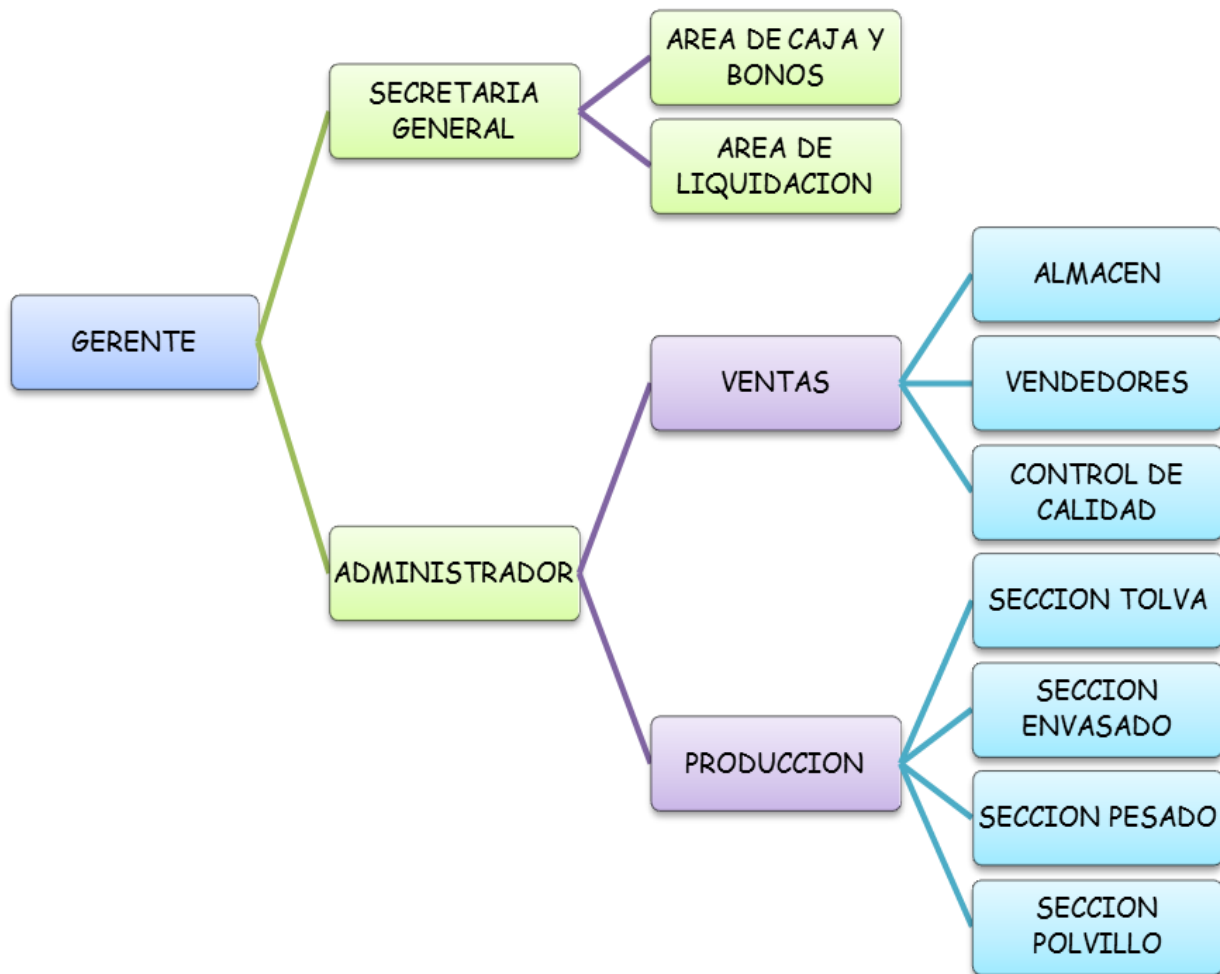 AREA DE CAJA Y
BONOS
SECRETARIA
GENERAL
AREA DE
LIQUIDACION
GERENTE
ALMACEN
VENTAS
VENDEDORES
CONTROL DE
CALIDAD
ADMINISTRADOR
SECCION TOLVA
SECCION
ENVASADO
PRODUCCION
SECCION PESADO
SECCION
POLVILLO